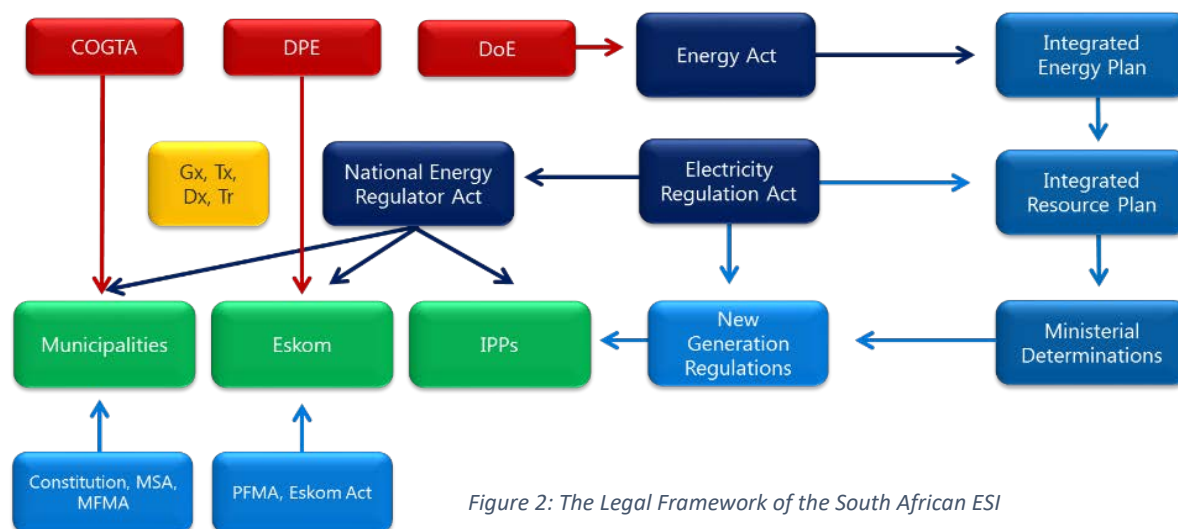 COGTA
DPE
DoE
Energy Act
Integrated
Energy Plan
Gx, Tx,
Dx, Tr
National Energy
Regulator Act
Electricity
Regulation Act
Integrated
Resource Plan
Municipalities
Eskom
IPPs
New
Generation
Regulations
Ministerial
Determinations
Constitution, MSA,
MFMA
PFMA, Eskom Act
Figure 2: The Legal Framework of the South African ESI